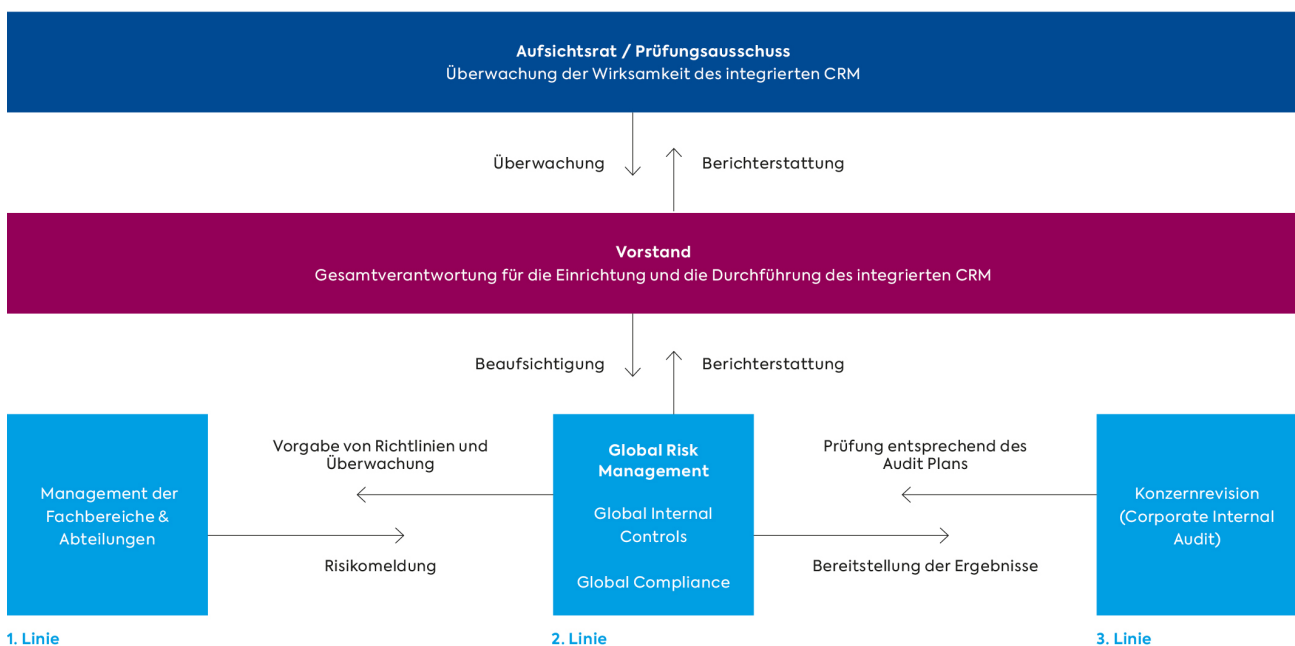 Aufsichtsrat / Prüfungsausschuss
Überwachung der Wirksamkeit des integrierten CRM
Überwachung
Berichterstattung
Vorstand
Gesamtverantwortung für die Einrichtung und die Durchführung des integrierten CRM
Beaufsichtigung
Berichterstattung
Management der
Fachbereiche &
Abteilungen
Vorgabe von Richtlinien und
Überwachung
Risikomeldung
Global Risk
Management
Global Internal
Controls
Global Compliance
Prüfung entsprechend des
Audit Plans
Bereitstellung der Ergebnisse
Konzernrevision
(Corporate Internal
Audit)
1. Linie
2. Linie
3. Linie